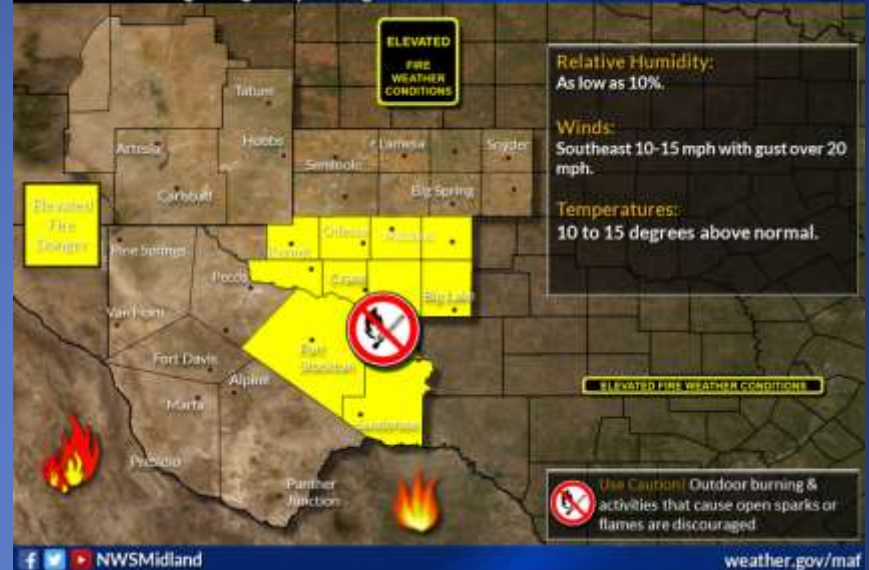 ELEVATED
FIRE
WEATHER
CONDITIONS
Relative Humidity:
As low as 10%.
Winds:
Southeast 10-15 mph with gust over 20
mph.
Temperatures:
10 to 15 degrees above normal.
Tatum
Artesia
Hobbs
Lamesa
Snyder
Seminole
Carlsbad
Big Spring
Elevated
Fire
Danger
Odessa
Pine Springs
Pecos
Crane
Big Lake
Van Horn
Fort Davis
Fort
Stockton
Alpine
Marfa
Sanderson
Presidio
Panther
Junction
ELEVATED FIRE WEATHER CONDITIONS
Use Caution! Outdoor burning &
activities that cause open sparks or
flames are discouraged
NWSMidland
weather.gov/maf